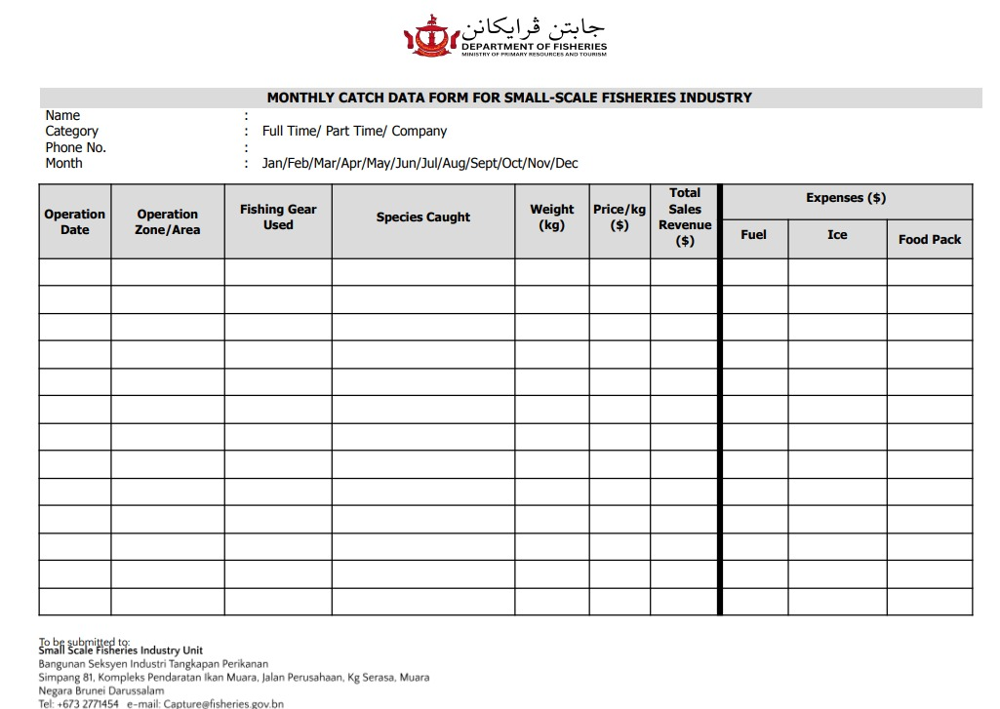 جابتن ڤرايکانن
DEPARTMENT OF FISHERIES
MINISTRY OF PRIMARY RESOURCES AND TOURISM
MONTHLY CATCH DATA FORM FOR SMALL-SCALE FISHERIES INDUSTRY
Name :
Category : Full Time/ Part Time/ Company
Phone No. :
Month : Jan/Feb/Mar/Apr/May/Jun/Jul/Aug/Sept/Oct/Nov/Dec
Operation Date
Operation Zone/Area
Fishing Gear Used
Species Caught
Weight (kg)
Price/kg ($)
Total Sales Revenue ($)
Expenses ($)
Fuel
Ice
Food Pack
To be submitted to:
Small Scale Fisheries Industry Unit
Bangunan Seksyen Industri Tangkapan Perikanan
Simpang 81, Kompleks Pendaratan Ikan Muara, Jalan Perusahaan, Kg Serasa, Muara
Negara Brunei Darussalam
Tel: +673 2771454 e-mail: Capture@fisheries.gov.bn